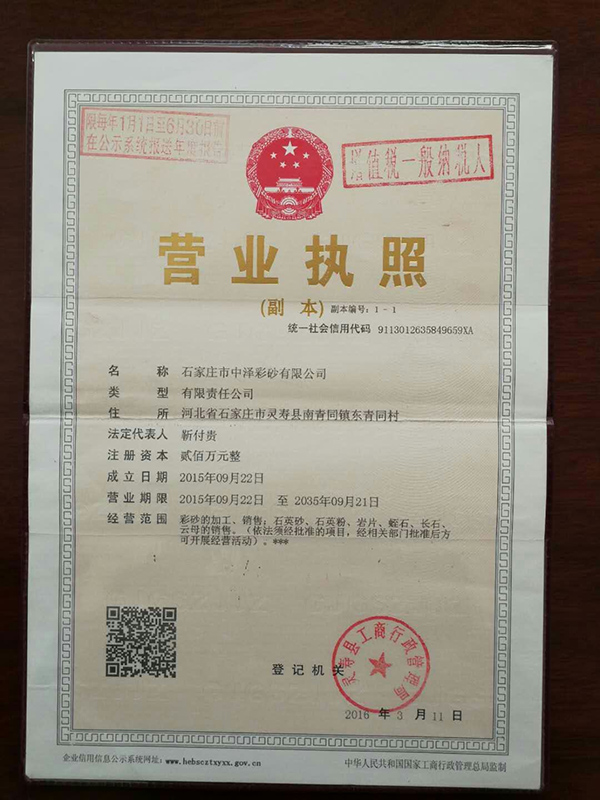 限每年1月1日至6月30日前
在公示系统报送年度报告
增值税一般纳税人
营业执照
(副 本) 副本编号：1-1
统一社会信用代码 91130126358496​59XA
名 称 石家庄市中泽彩砂有限公司
类 型 有限责任公司
住 所 河北省石家庄市灵寿县南青同镇东青同村
法定代表人 靳付贵
注册资本 贰佰万元整
成立日期 2015年09月22日
营业期限 2015年09月22日 至 2035年09月21日
经营范围 彩砂的加工、销售；石英砂、石英粉、岩片、蛭石、长石、
云母的销售。（依法须经批准的项目，经相关部门批准后方
可开展经营活动）。***
登记机关
灵寿县工商行政管理局
2016 年 3 月 11 日
企业信用信息公示系统网址：www.hebscztxyxx.gov.cn
中华人民共和国国家工商行政管理总局监制